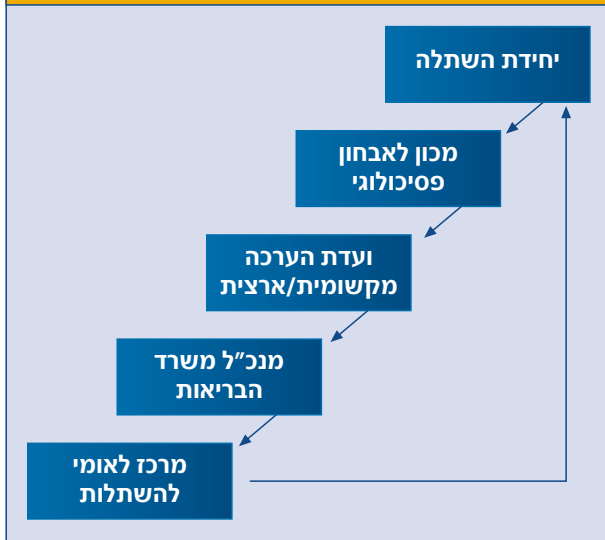 יחידת השתלה
מכון לאבחון
פסיכולוגי
ועדת הערכה
מקשומית/ארצית
מנכ״ל משרד
הבריאות
מרכז לאומי
להשתלות